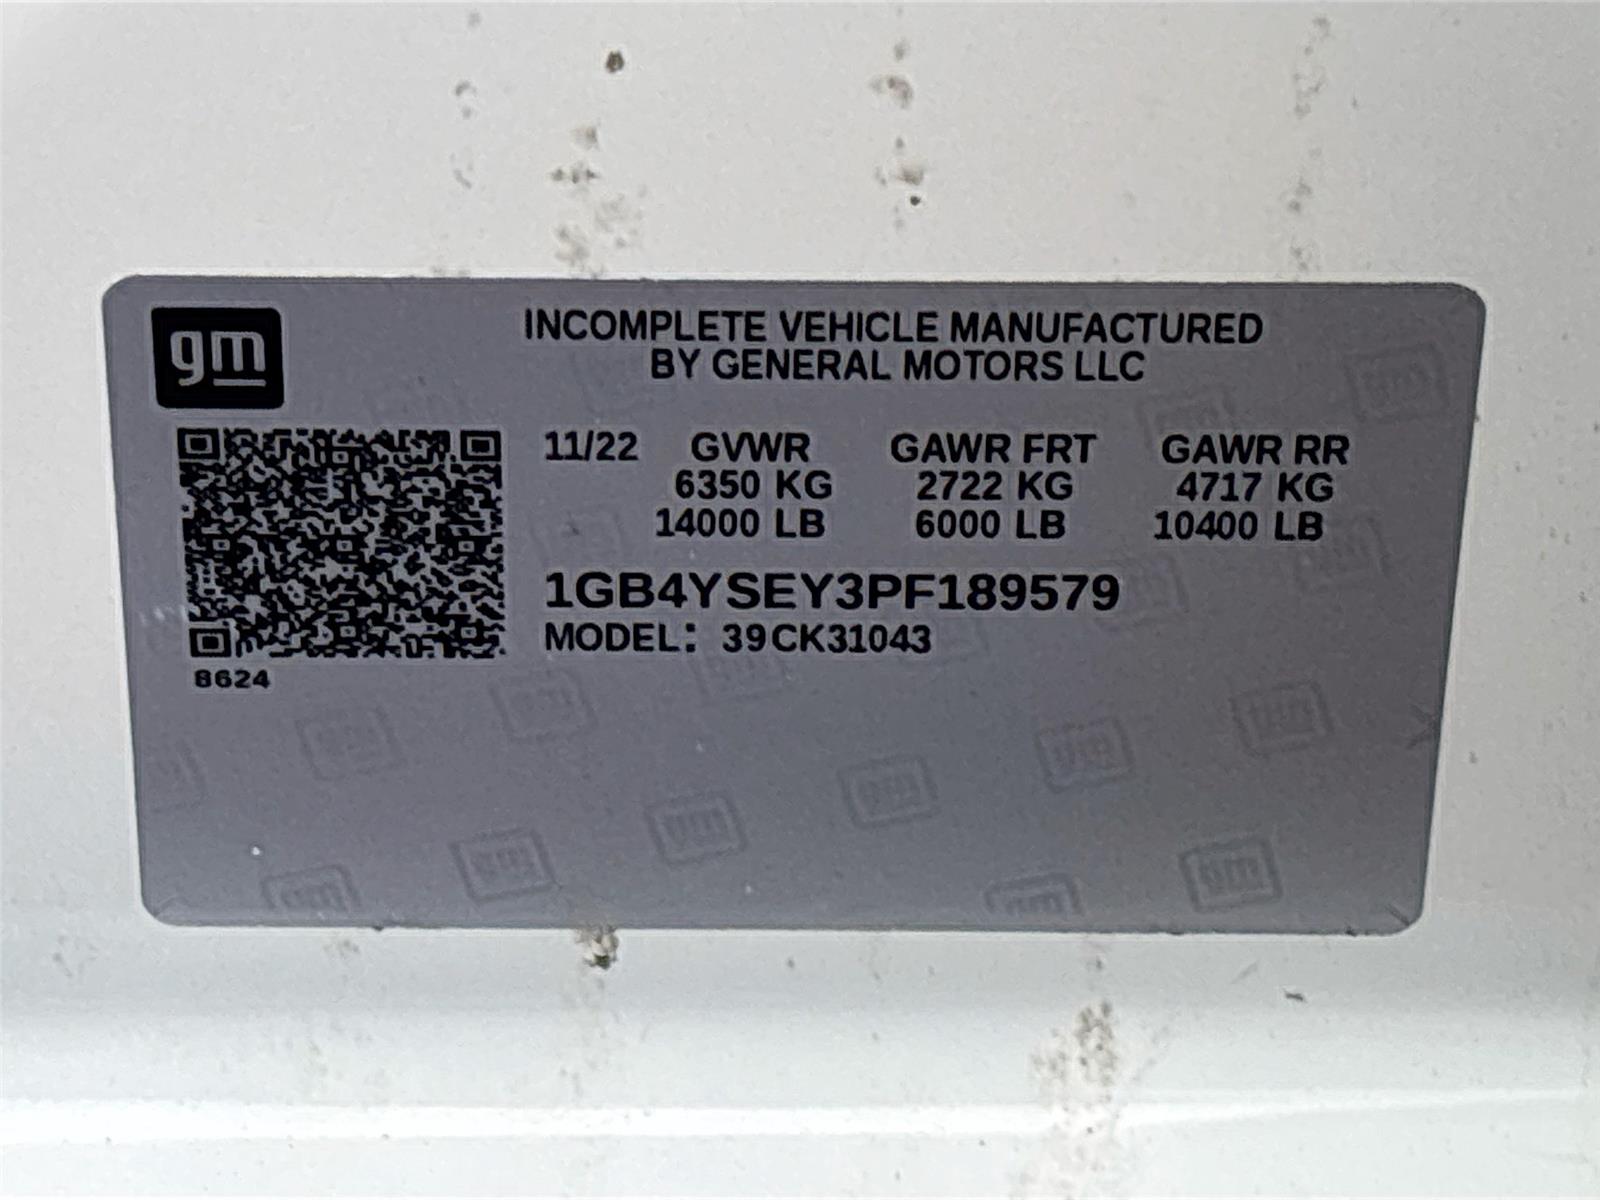 gm
INCOMPLETE VEHICLE MANUFACTURED
BY GENERAL MOTORS LLC
11/22 GVWR GAWR FRT GAWR RR
6350 KG 2722 KG 4717 KG
14000 LB 6000 LB 10400 LB
1GB4YSEY3PF189579
MODEL: 39CK31043
8624